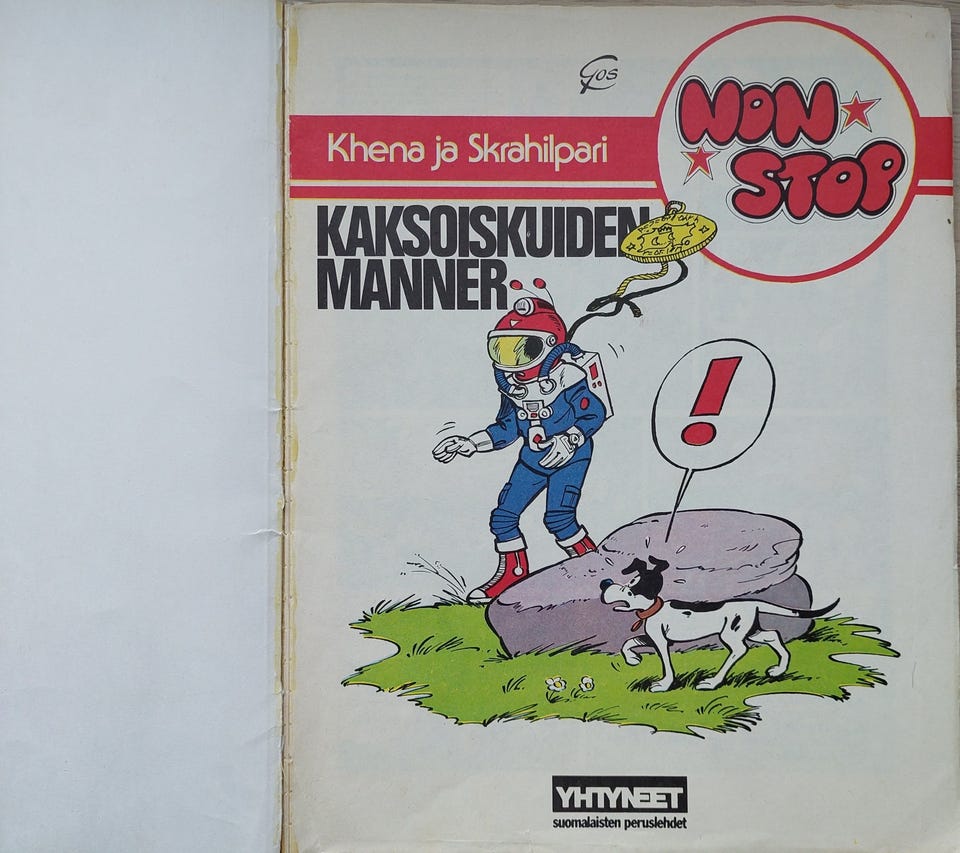 Gos
Khena ja Skrahilpari
NON
STOP
KAKSOISKUIDEN
MANNER
!
YHTYNEET
suomalaisten peruslehdet